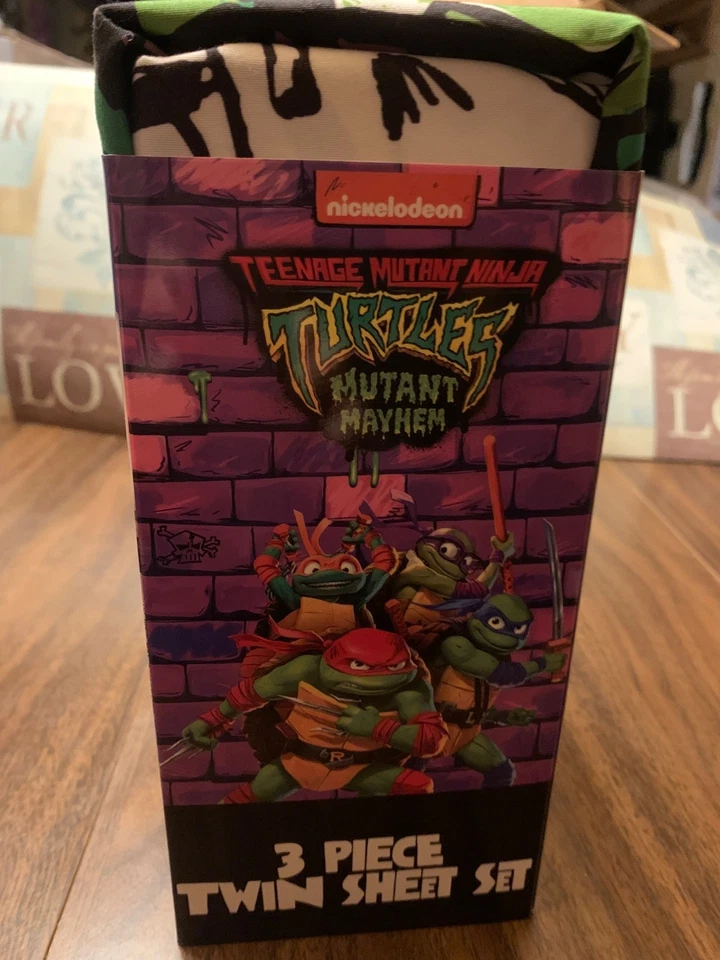 nickelodeon
TEENAGE MUTANT NINJA
TURTLES
MUTANT
MAYHEM
R
3 PIECE
TWIN SHEET SET